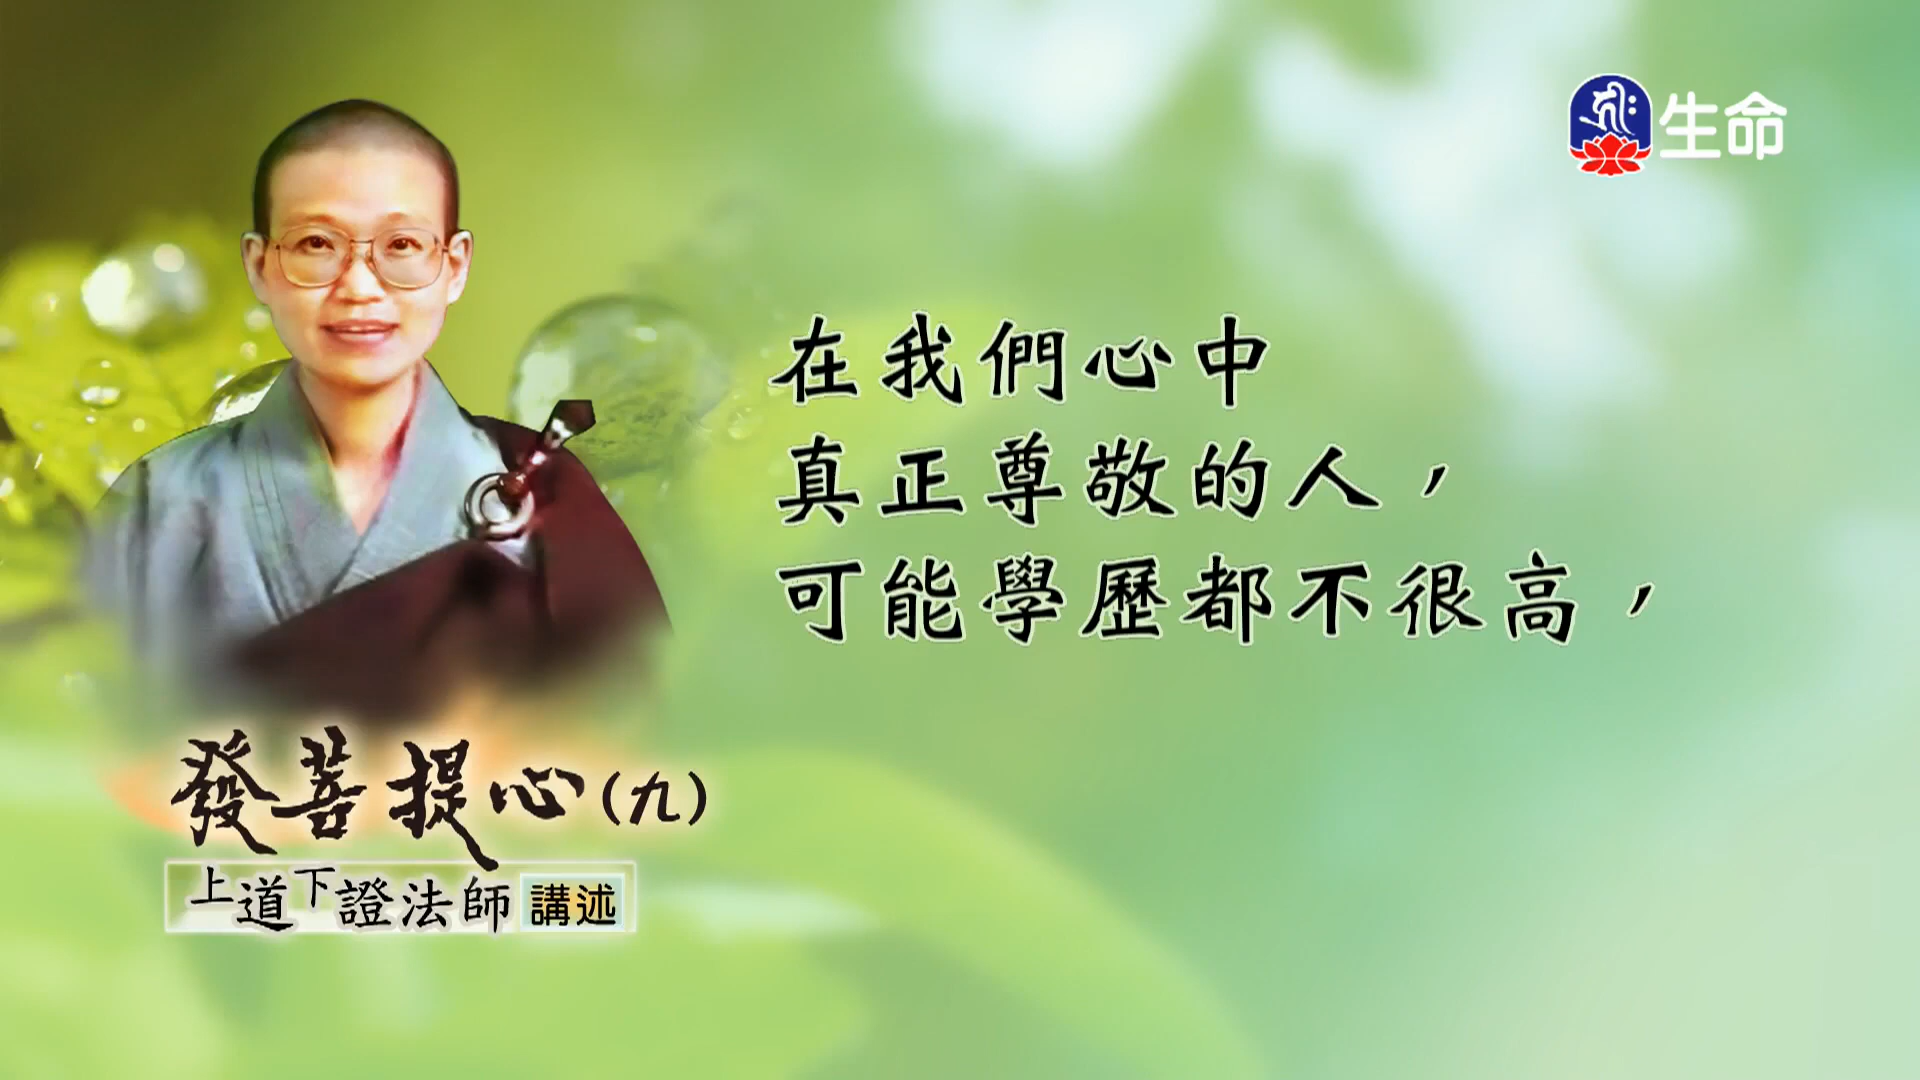 生命
在我們心中
真正尊敬的人，
可能學歷都不很高，
發菩提心(九)
上道下證法師 講述